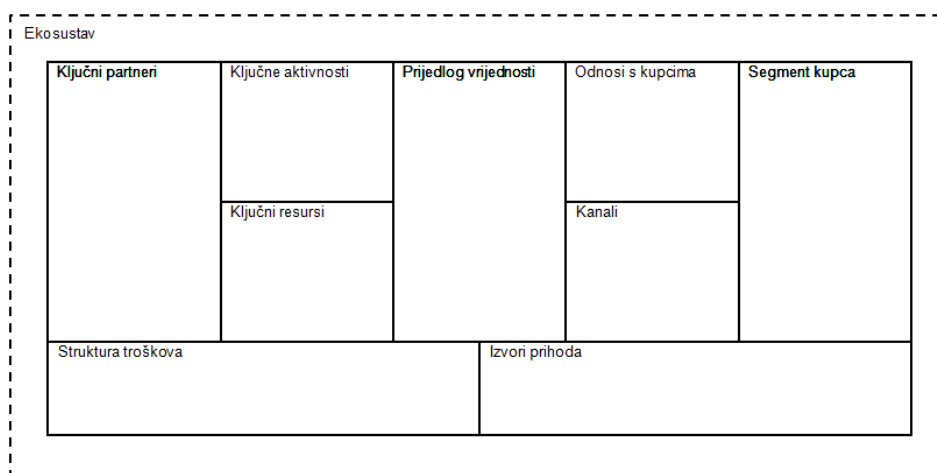 Ekosustav
Ključni partneri
Ključne aktivnosti
Prijedlog vrijednosti
Odnosi s kupcima
Segment kupca
Ključni resursi
Kanali
Struktura troškova
Izvori prihoda